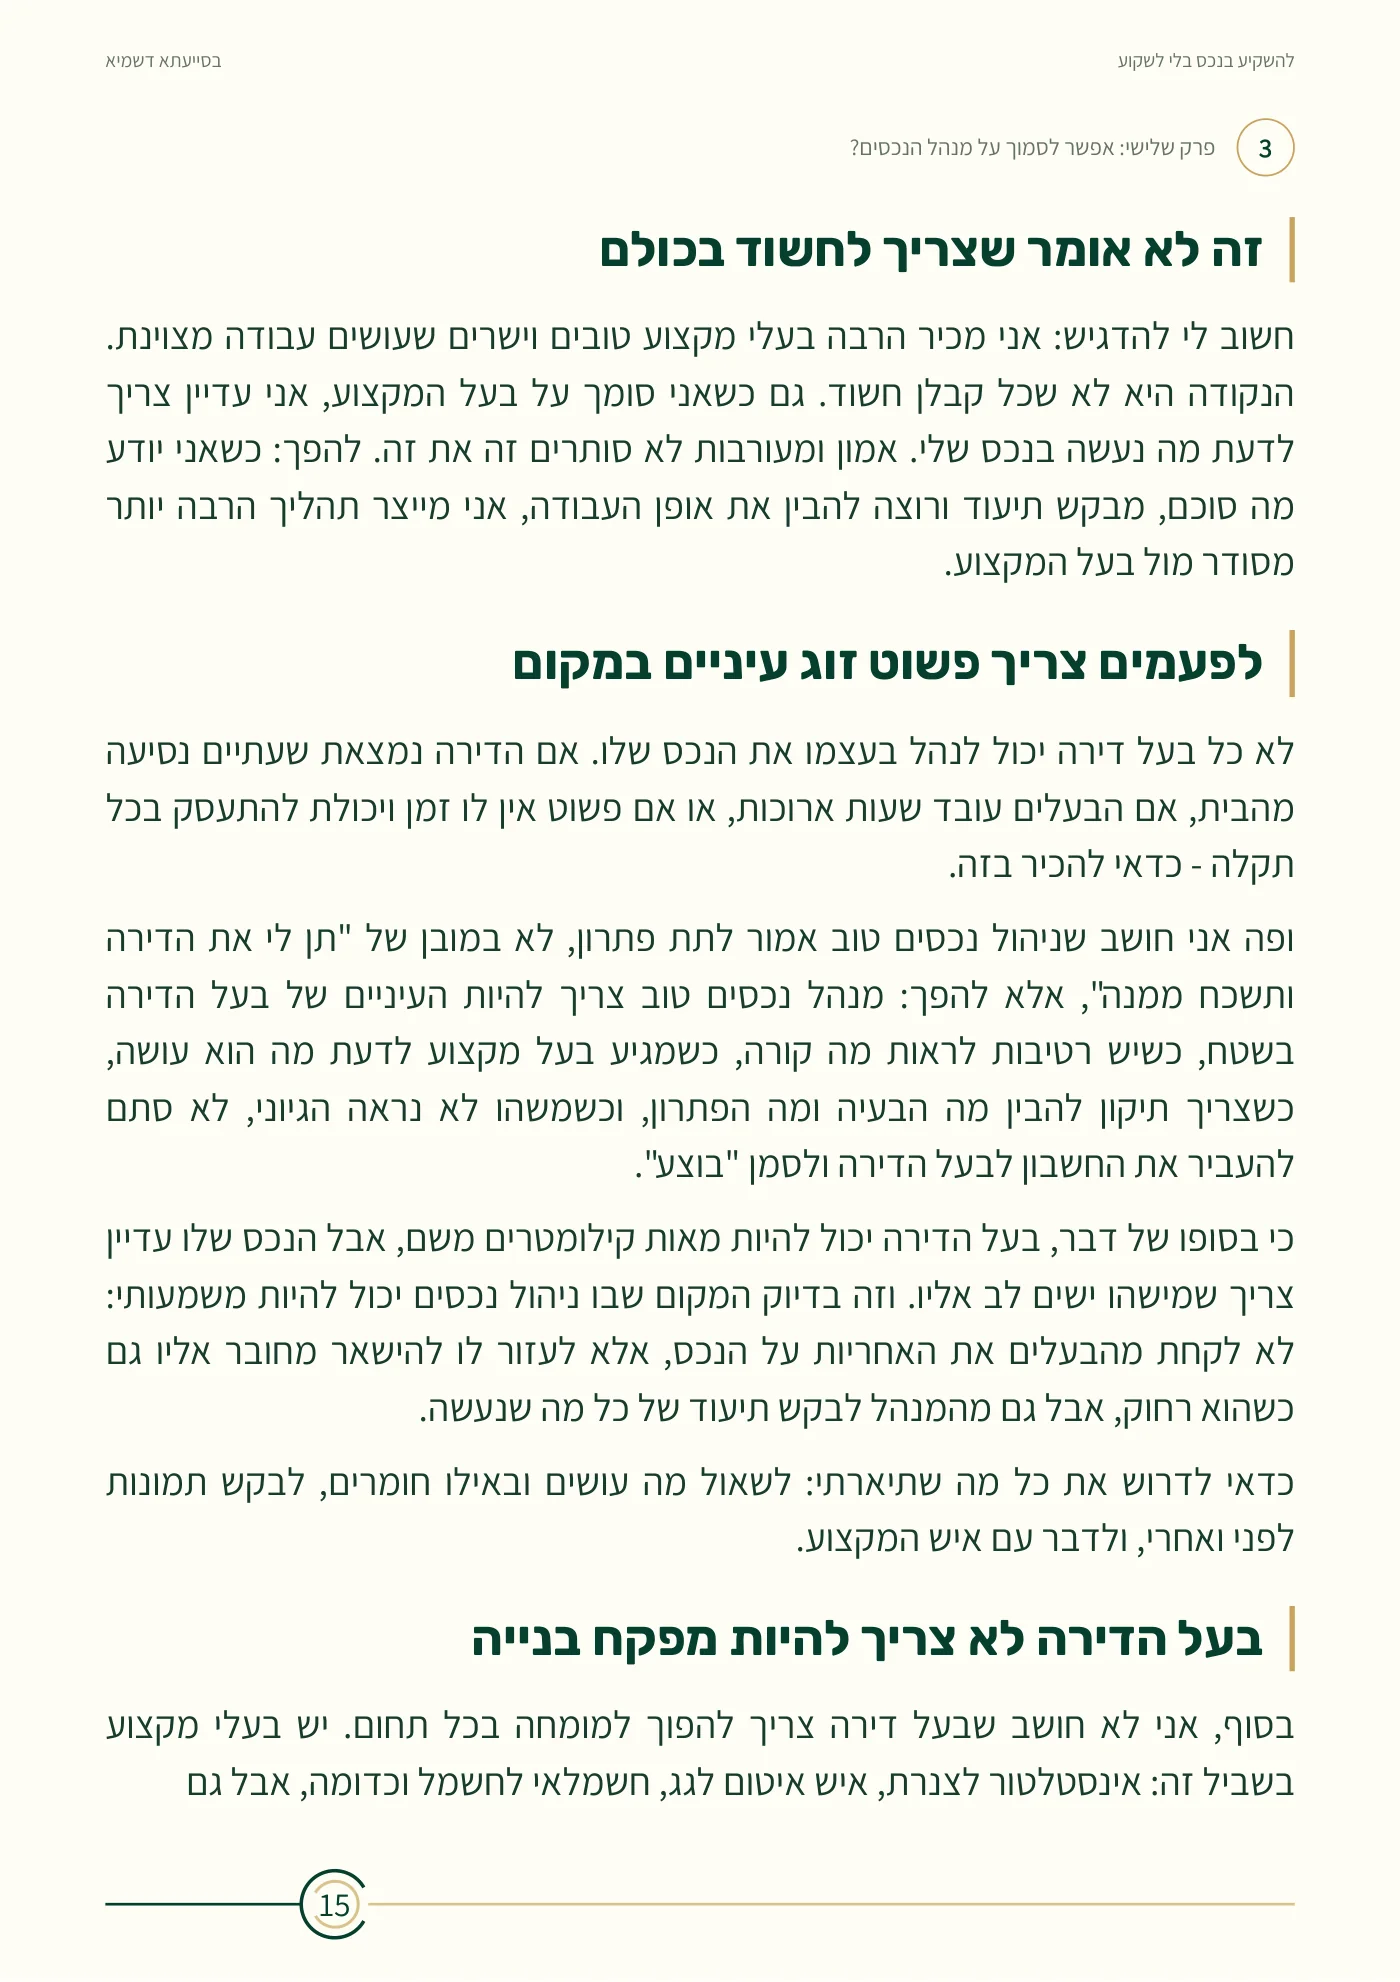 להשקיע בנכס בלי לשקוע
בסייעתא דשמיא
3
פרק שלישי: אפשר לסמוך על מנהל הנכסים?
זה לא אומר שצריך לחשוד בכולם
חשוב לי להדגיש: אני מכיר הרבה בעלי מקצוע טובים וישרים שעושים עבודה מצוינת.
הנקודה היא לא שכל קבלן חשוד. גם כשאני סומך על בעל המקצוע, אני עדיין צריך
לדעת מה נעשה בנכס שלי. אמון ומעורבות לא סותרים זה את זה. להפך: כשאני יודע
מה סוכם, מבקש תיעוד ורוצה להבין את אופן העבודה, אני מייצר תהליך הרבה יותר
מסודר מול בעל המקצוע.
לפעמים צריך פשוט זוג עיניים במקום
לא כל בעל דירה יכול לנהל בעצמו את הנכס שלו. אם הדירה נמצאת שעתיים נסיעה
מהבית, אם הבעלים עובד שעות ארוכות, או אם פשוט אין לו זמן ויכולת להתעסק בכל
תקלה - כדאי להכיר בזה.
ופה אני חושב שניהול נכסים טוב אמור לתת פתרון, לא במובן של "תן לי את הדירה
ותשכח ממנה", אלא להפך: מנהל נכסים טוב צריך להיות העיניים של בעל הדירה
בשטח, כשיש רטיבות לראות מה קורה, כשמגיע בעל מקצוע לדעת מה הוא עושה,
כשצריך תיקון להבין מה הבעיה ומה הפתרון, וכשמשהו לא נראה הגיוני, לא סתם
להעביר את החשבון לבעל הדירה ולסמן "בוצע".
כי בסופו של דבר, בעל הדירה יכול להיות מאות קילומטרים משם, אבל הנכס שלו עדיין
צריך שמישהו ישים לב אליו. וזה בדיוק המקום שבו ניהול נכסים יכול להיות משמעותי:
לא לקחת מהבעלים את האחריות על הנכס, אלא לעזור לו להישאר מחובר אליו גם
כשהוא רחוק, אבל גם מהמנהל לבקש תיעוד של כל מה שנעשה.
כדאי לדרוש את כל מה שתיארתי: לשאול מה עושים ובאילו חומרים, לבקש תמונות
לפני ואחרי, ולדבר עם איש המקצוע.
בעל הדירה לא צריך להיות מפקח בנייה
בסוף, אני לא חושב שבעל דירה צריך להפוך למומחה בכל תחום. יש בעלי מקצוע
בשביל זה: אינסטלטור לצנרת, איש איטום לגג, חשמלאי לחשמל וכדומה, אבל גם
15